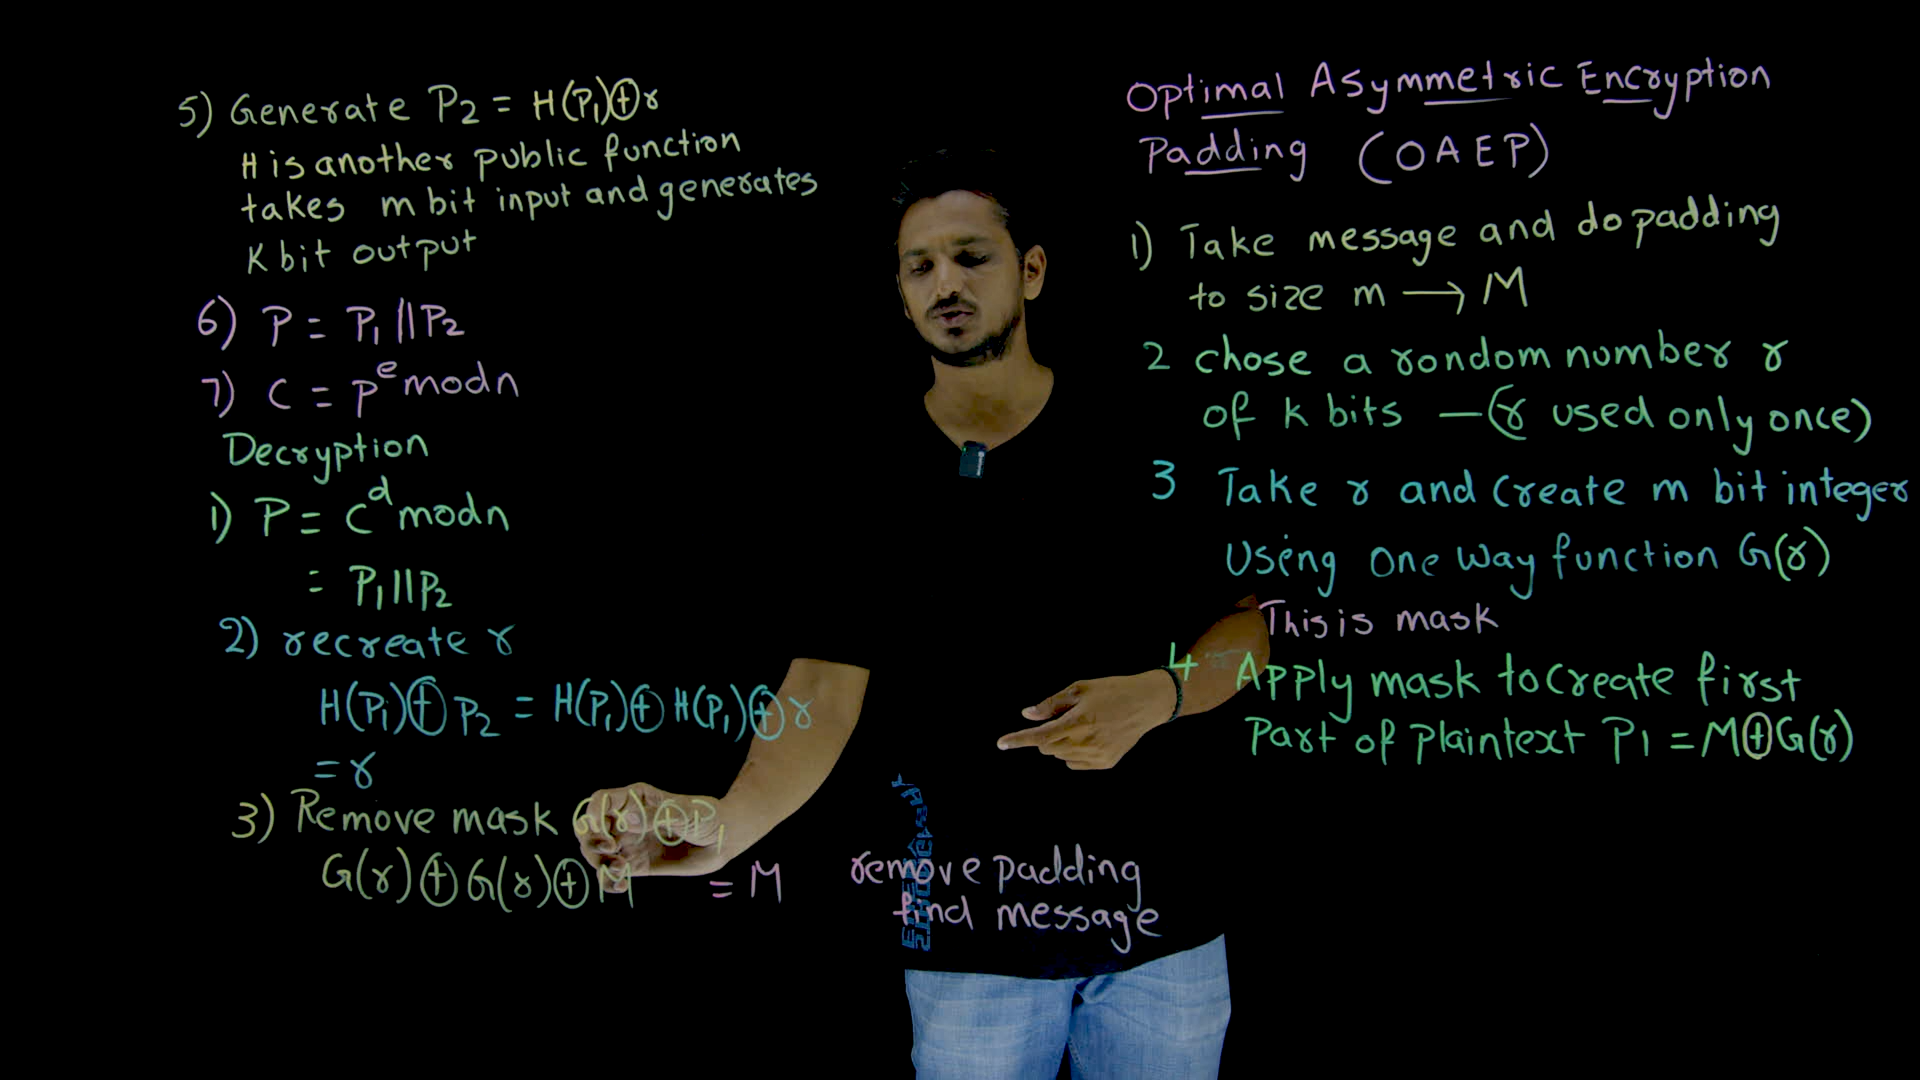 Optimal Asymmetric Encryption
Padding (OAEP)
1) Take message and do padding
to size m → M
2 chose a rondom number r
of k bits — (r used only once)
3 Take r and create m bit integer
Using One way function G(r)
This is mask
4 Apply mask to create first
Part of plaintext P1 = M⊕G(r)
5) Generate P2 = H(P1)⊕r
H is another public function
takes m bit input and generates
K bit output
6) P = P1 || P2
7) C = P^e mod n
Decryption
1) P = C^d mod n
= P1 || P2
2) recreate r
H(P1)⊕P2 = H(P1)⊕H(P1)⊕r
= r
3) Remove mask G(r)⊕P1
G(r)⊕G(r)⊕M = M
remove padding
find message